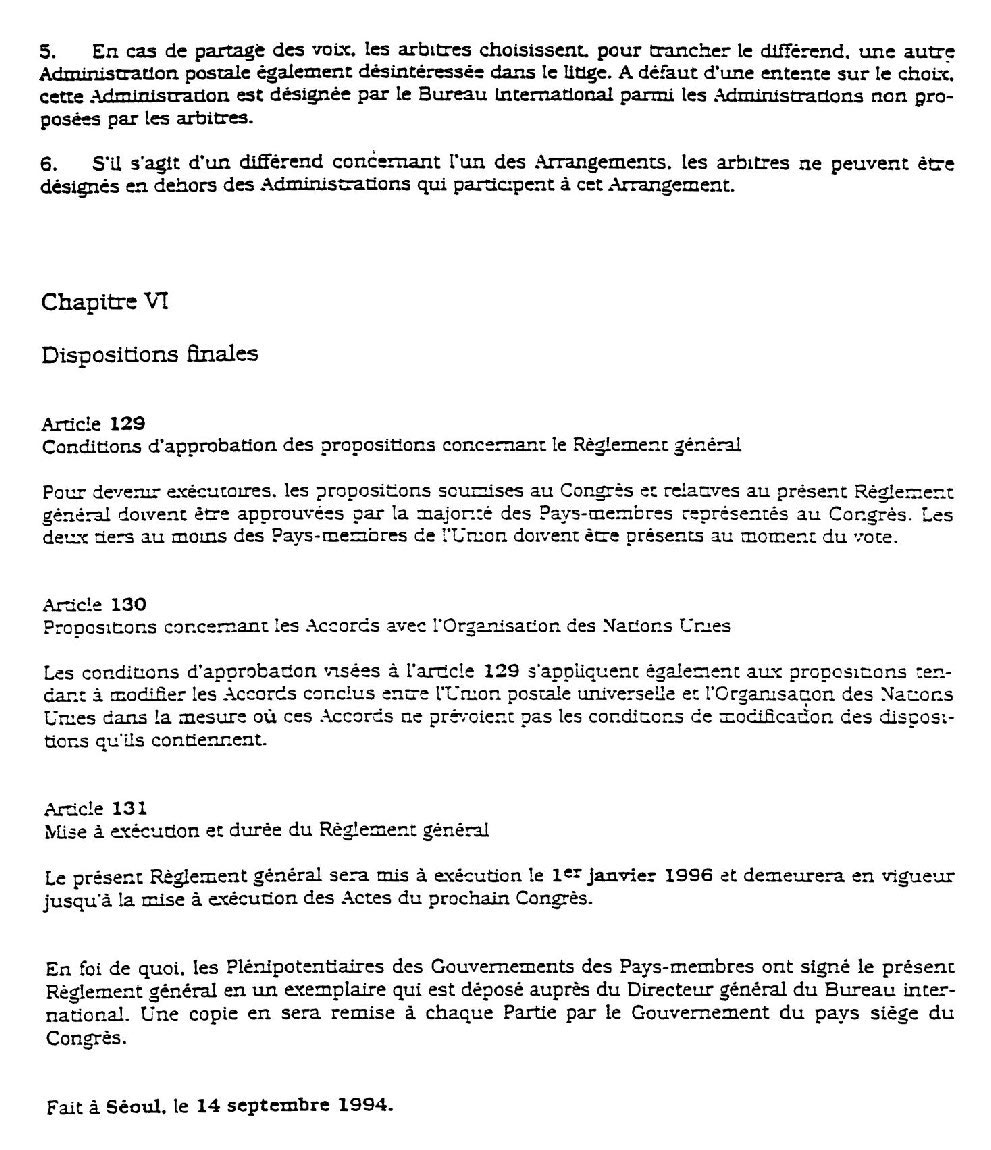 5. En cas de partage des voix, les arbitres choisissent, pour trancher le différend, une autre
Administration postale également désintéressée dans le litige. A défaut d'une entente sur le choix,
cette Administration est désignée par le Bureau international parmi les Administrations non pro-
posées par les arbitres.
6. S'il s'agit d'un différend concernant l'un des Arrangements, les arbitres ne peuvent être
désignés en dehors des Administrations qui participent à cet Arrangement.
Chapitre VI
Dispositions finales
Article 129
Conditions d'approbation des propositions concernant le Règlement général
Pour devenir exécutoires, les propositions soumises au Congrès et relatives au présent Règlement
général doivent être approuvées par la majorité des Pays-membres représentés au Congrès. Les
deux tiers au moins des Pays-membres de l'Union doivent être présents au moment du vote.
Article 130
Propositions concernant les Accords avec l'Organisation des Nations Unies
Les conditions d'approbation visées à l'article 129 s'appliquent également aux propositions ten-
dant à modifier les Accords conclus entre l'Union postale universelle et l'Organisation des Nations
Unies dans la mesure où ces Accords ne prévoient pas les conditions de modification des disposi-
tions qu'ils contiennent.
Article 131
Mise à exécution et durée du Règlement général
Le présent Règlement général sera mis à exécution le 1er janvier 1996 et demeurera en vigueur
jusqu'à la mise à exécution des Actes du prochain Congrès.
En foi de quoi, les Plénipotentiaires des Gouvernements des Pays-membres ont signé le présent
Règlement général en un exemplaire qui est déposé auprès du Directeur général du Bureau inter-
national. Une copie en sera remise à chaque Partie par le Gouvernement du pays siège du
Congrès.
Fait à Séoul, le 14 septembre 1994.